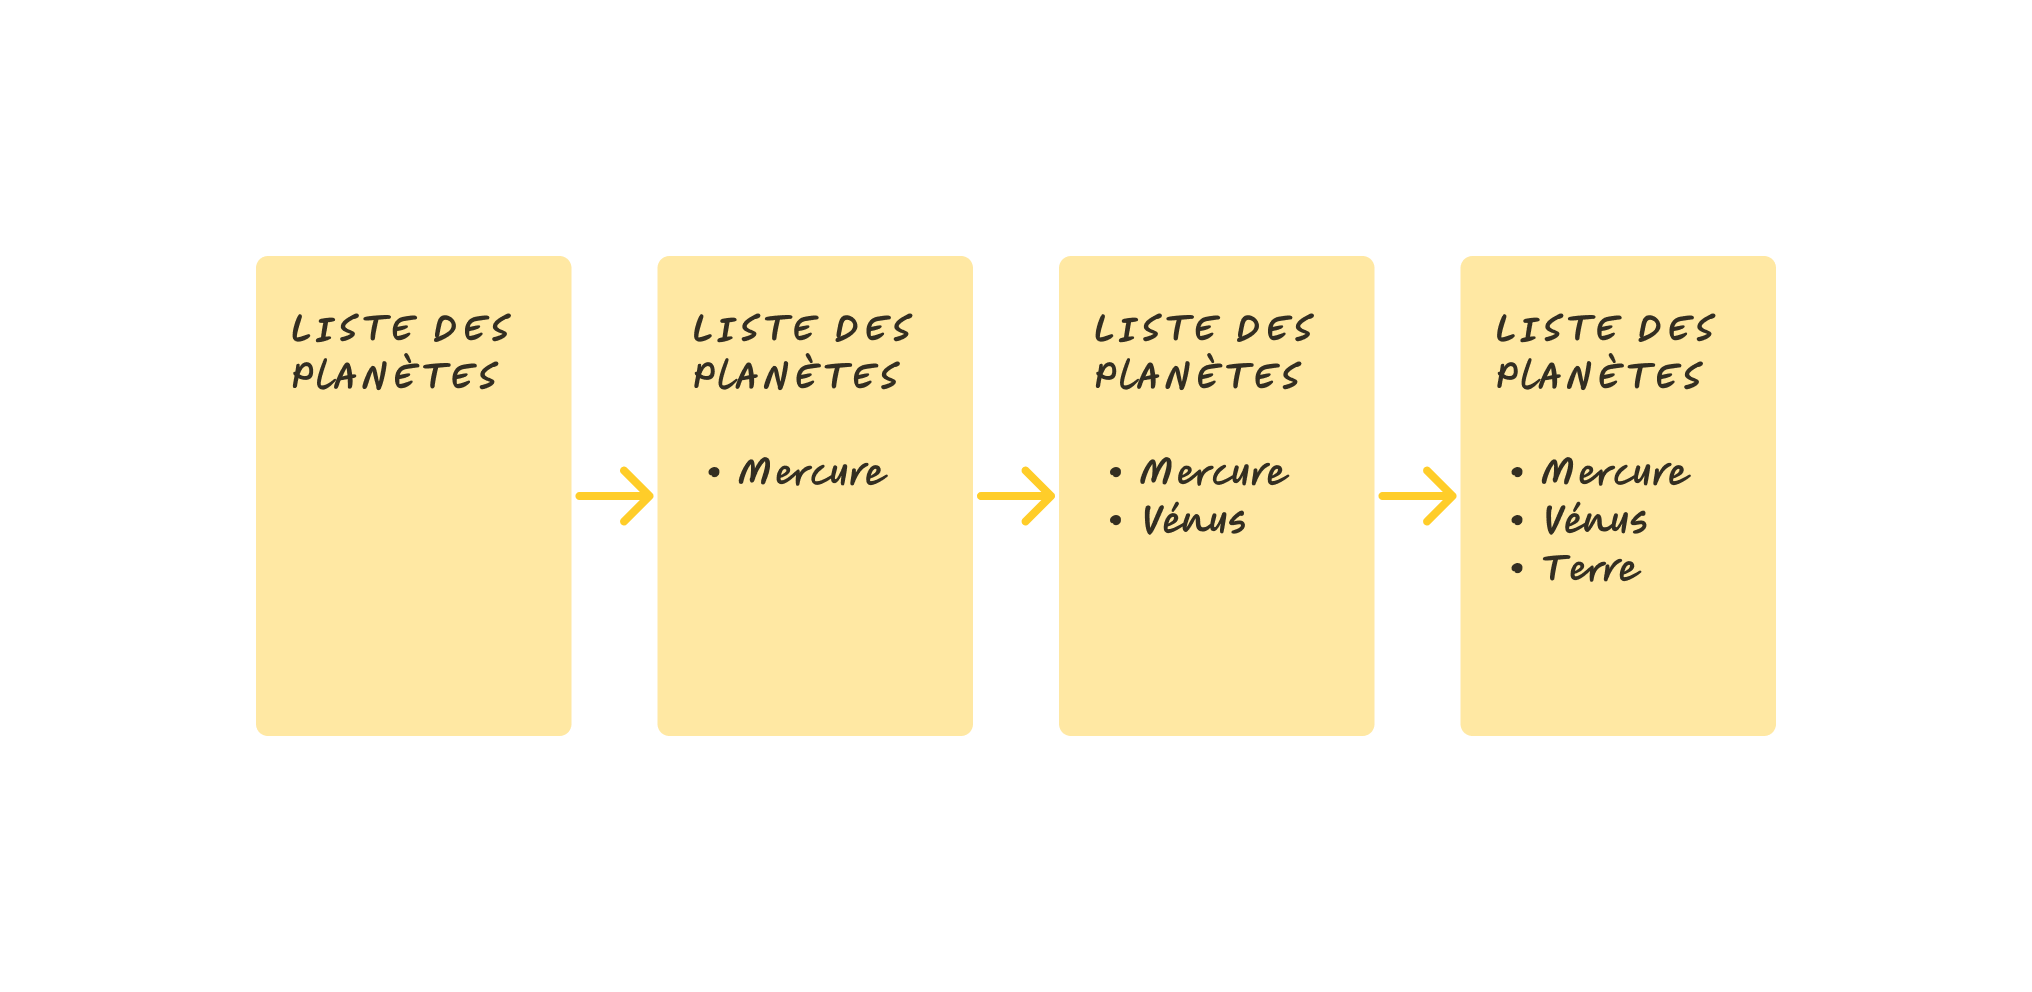 LISTE DES
PLANÈTES
LISTE DES
PLANÈTES
• Mercure
LISTE DES
PLANÈTES
• Mercure
• Vénus
LISTE DES
PLANÈTES
• Mercure
• Vénus
• Terre